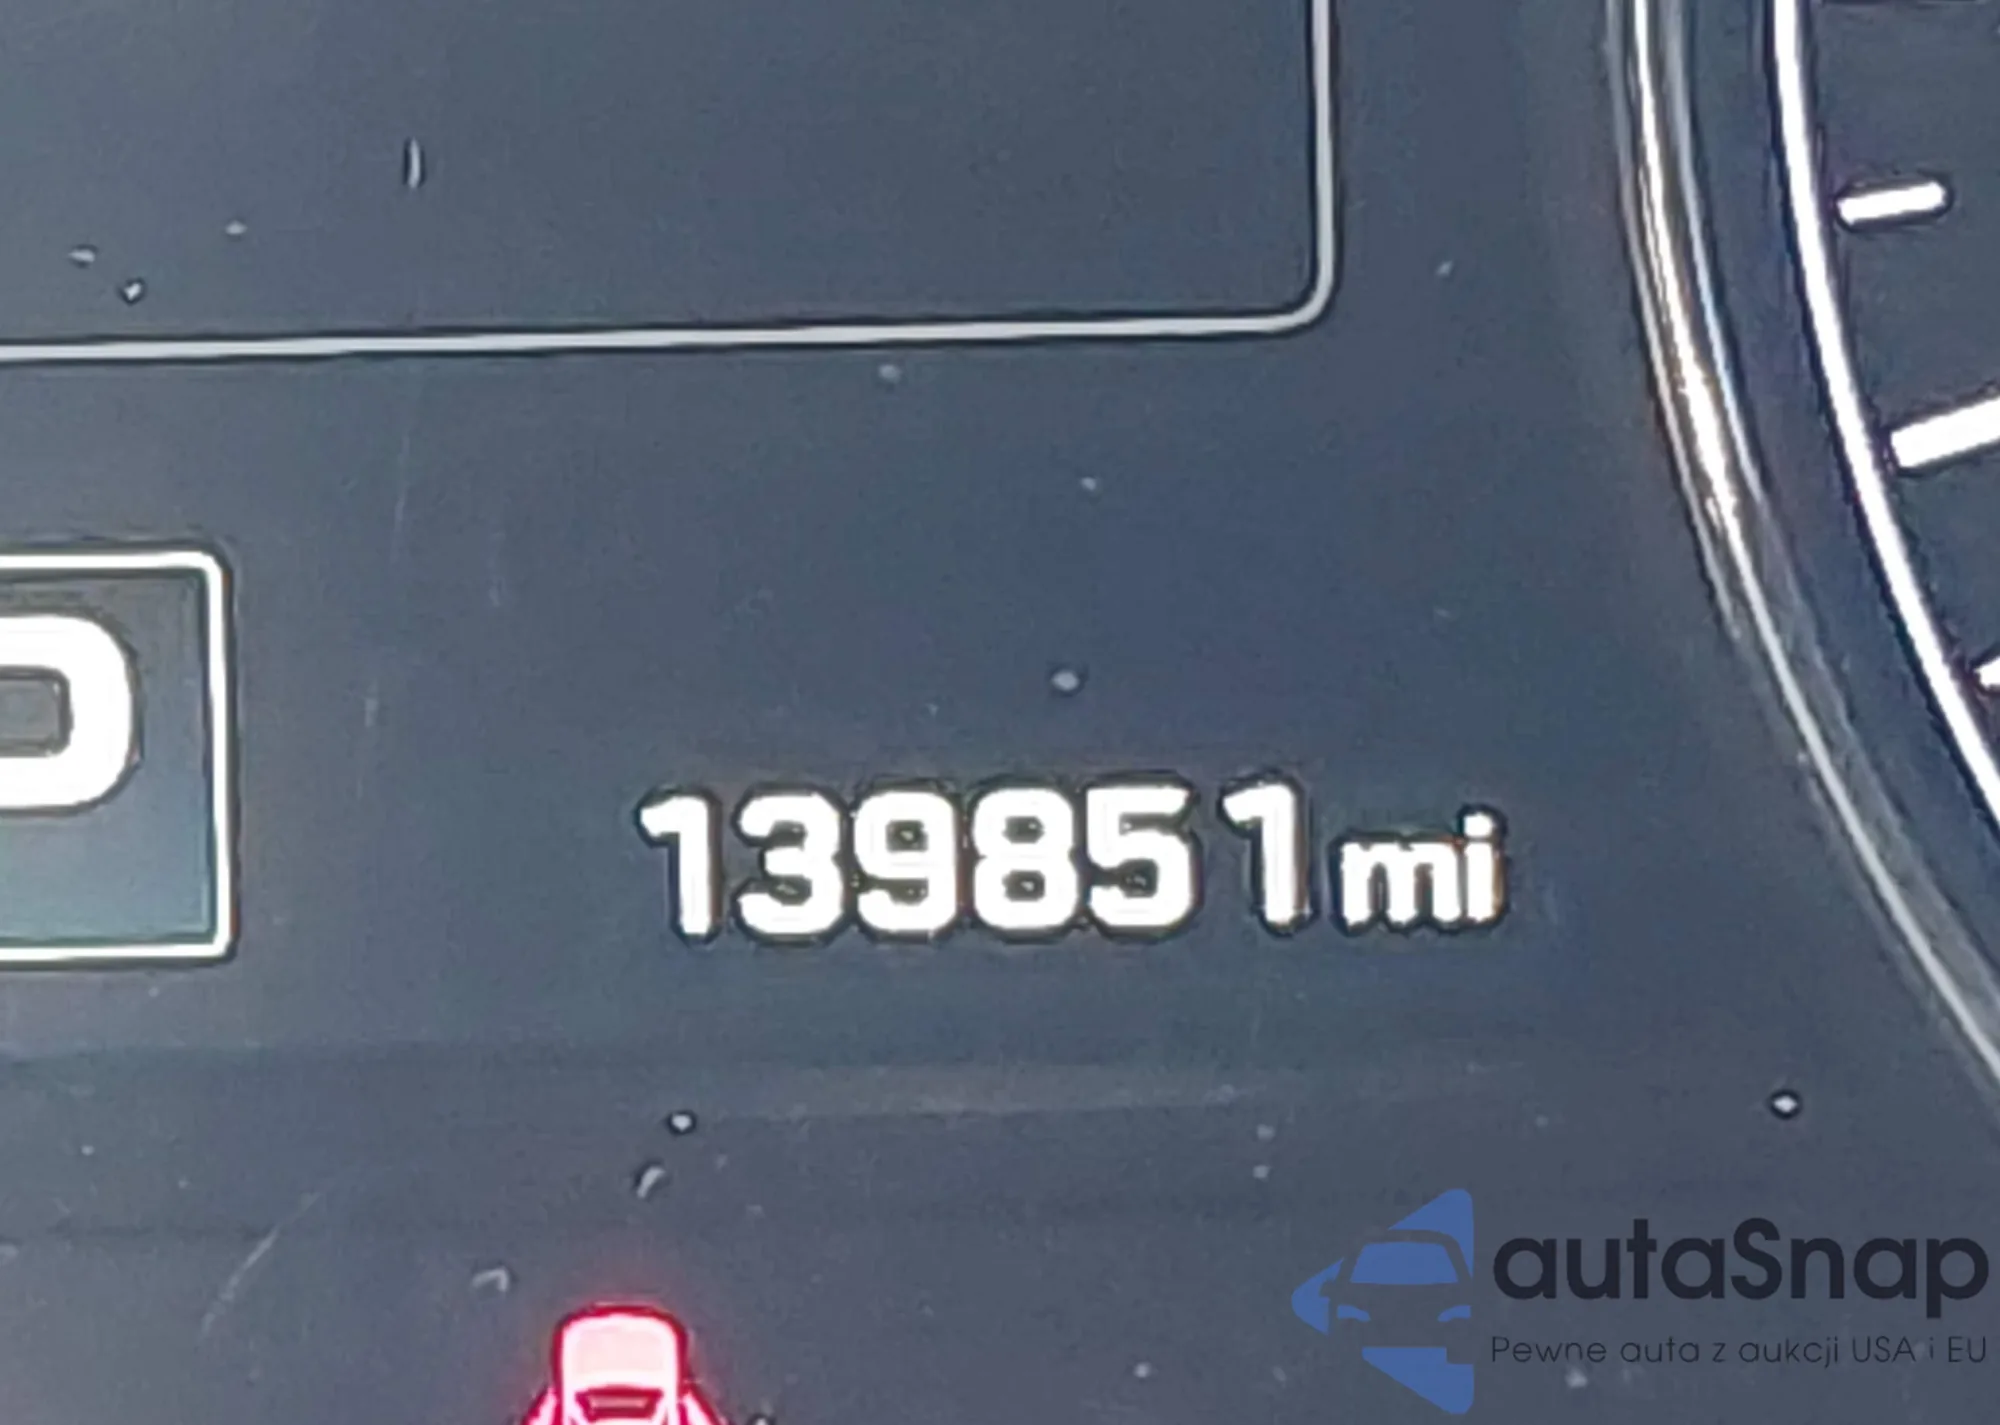 P
139851 mi
autaSnap
Pewne auta z aukcji USA i EU